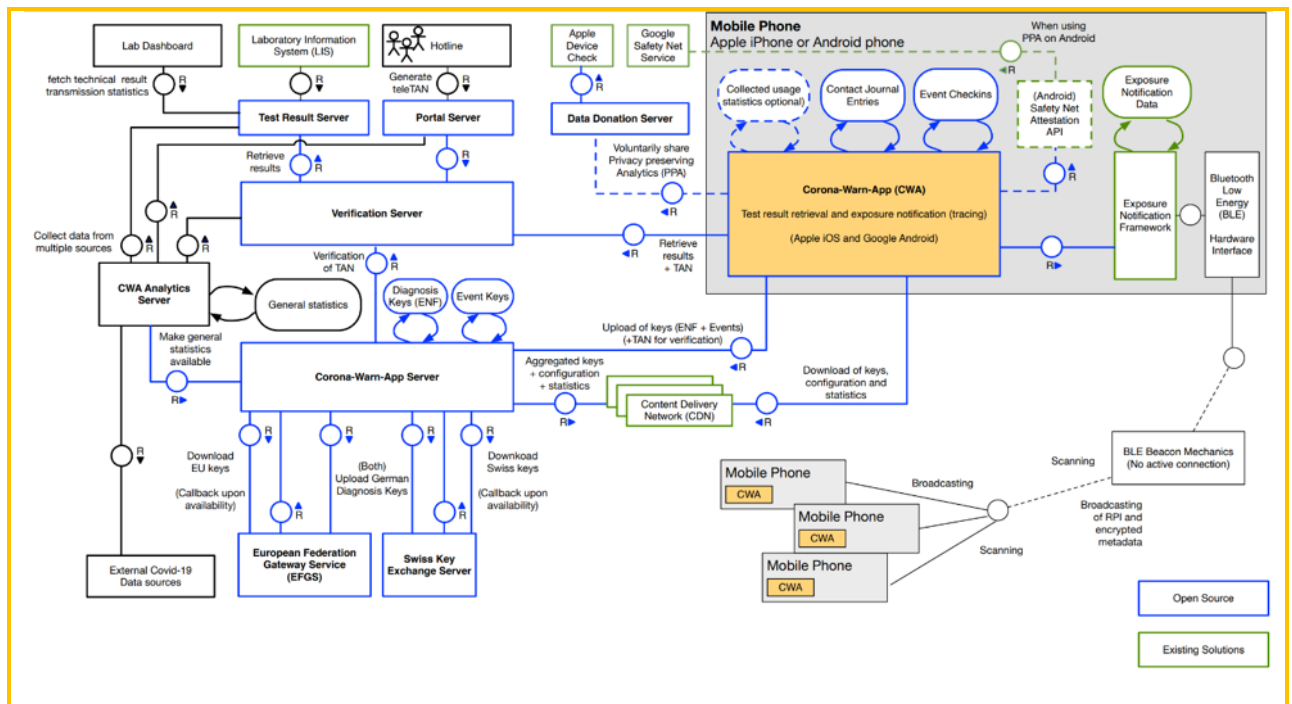 Lab Dashboard
Laboratory Information
System (LIS)
Hotline
Apple
Device
Check
Google
Safety Net
Service
Mobile Phone
Apple iPhone or Android phone
When using
PPA on Android
R
fetch technical result
transmission statistics
R
R
Generate
teleTAN
R
R
Collected usage
statistics optional)
Contact Journal
Entries
Event Checkins
(Android)
Safety Net
Attestation
API
Exposure
Notification
Data
Test Result Server
Portal Server
Data Donation Server
Retrieve
results
R
R
Voluntarily share
Privacy preserving
Analytics (PPA)
R
R
Corona-Warn-App (CWA)
Test result retrieval and exposure notification (tracing)
(Apple iOS and Google Android)
Exposure
Notification
Framework
Bluetooth
Low
Energy
(BLE)
Hardware
Interface
R
Verification Server
R
Collect data from
multiple sources
R
R
Retrieve
results
+ TAN
R
Verification
of TAN
R
CWA Analytics
Server
General statistics
Diagnosis
Keys (ENF)
Event Keys
Make general
statistics
available
R
Upload of keys (ENF + Events)
(+TAN for verification)
R
Corona-Warn-App Server
Aggregated keys
+ configuration
+ statistics
R
Content Delivery
Network (CDN)
Download of keys,
configuration and
statistics
R
R
R
R
R
R
Download
EU keys
(Callback upon
availability)
(Both)
Upload German
Diagnosis Keys
Downkoad
Swiss keys
(Callback upon
availability)
R
R
European Federation
Gateway Service
(EFGS)
Swiss Key
Exchange Server
External Covid-19
Data sources
Mobile Phone
CWA
Mobile Phone
CWA
Mobile Phone
CWA
Broadcasting
Scanning
Scanning
BLE Beacon Mechanics
(No active connection)
Broadcasting
of RPI and
encrypted
metadata
Open Source
Existing Solutions